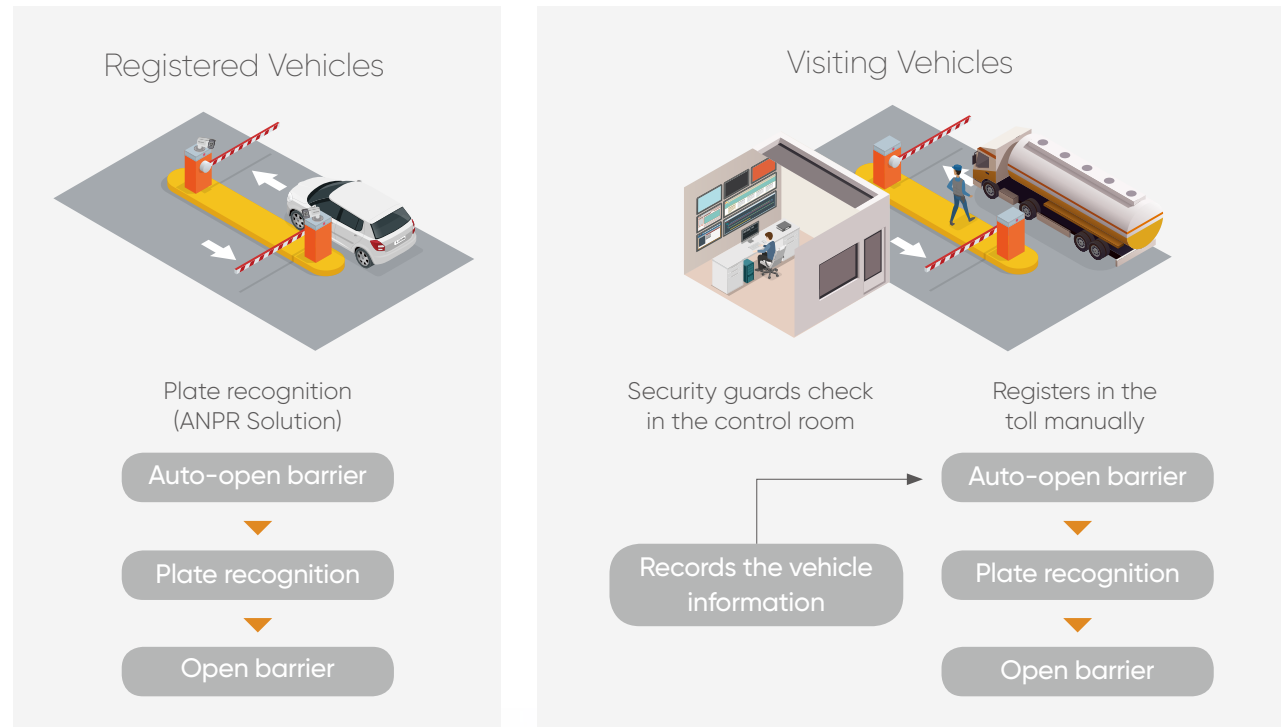 Registered Vehicles
Plate recognition
(ANPR Solution)
Auto-open barrier
Plate recognition
Open barrier
Visiting Vehicles
Security guards check
in the control room
Records the vehicle
information
Registers in the
toll manually
Auto-open barrier
Plate recognition
Open barrier